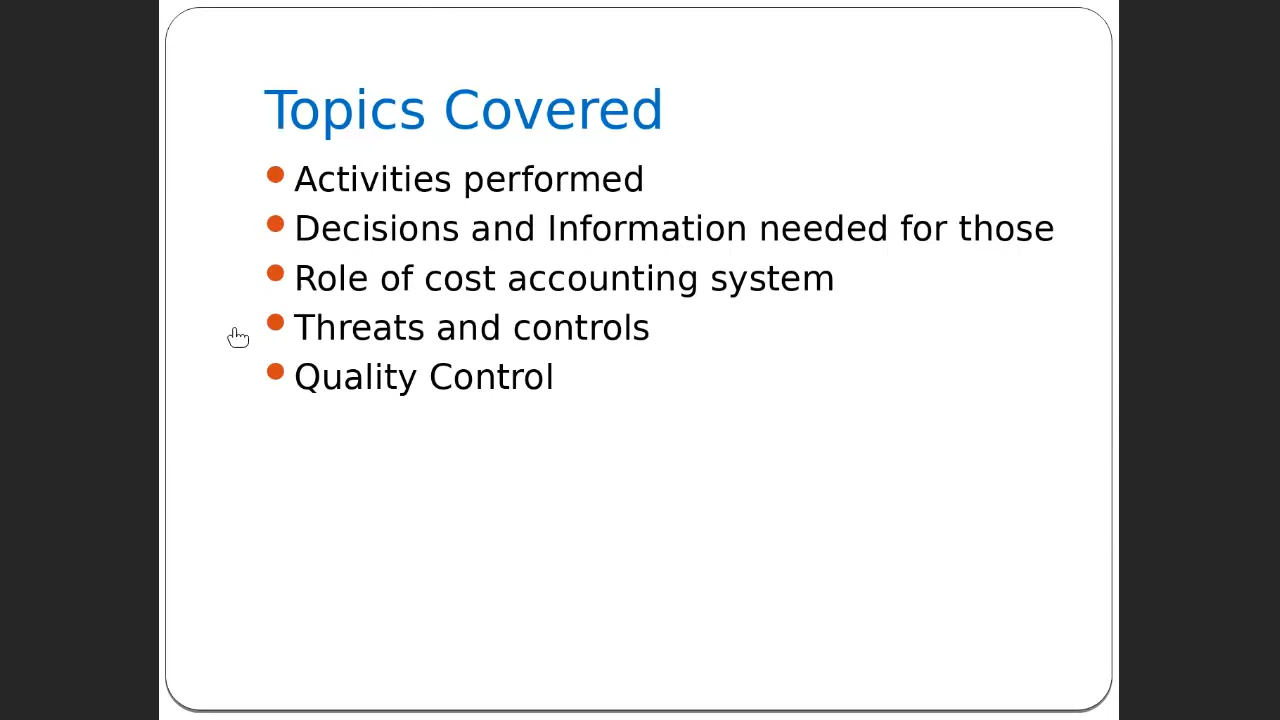 Topics Covered
Activities performed
Decisions and Information needed for those
Role of cost accounting system
Threats and controls
Quality Control